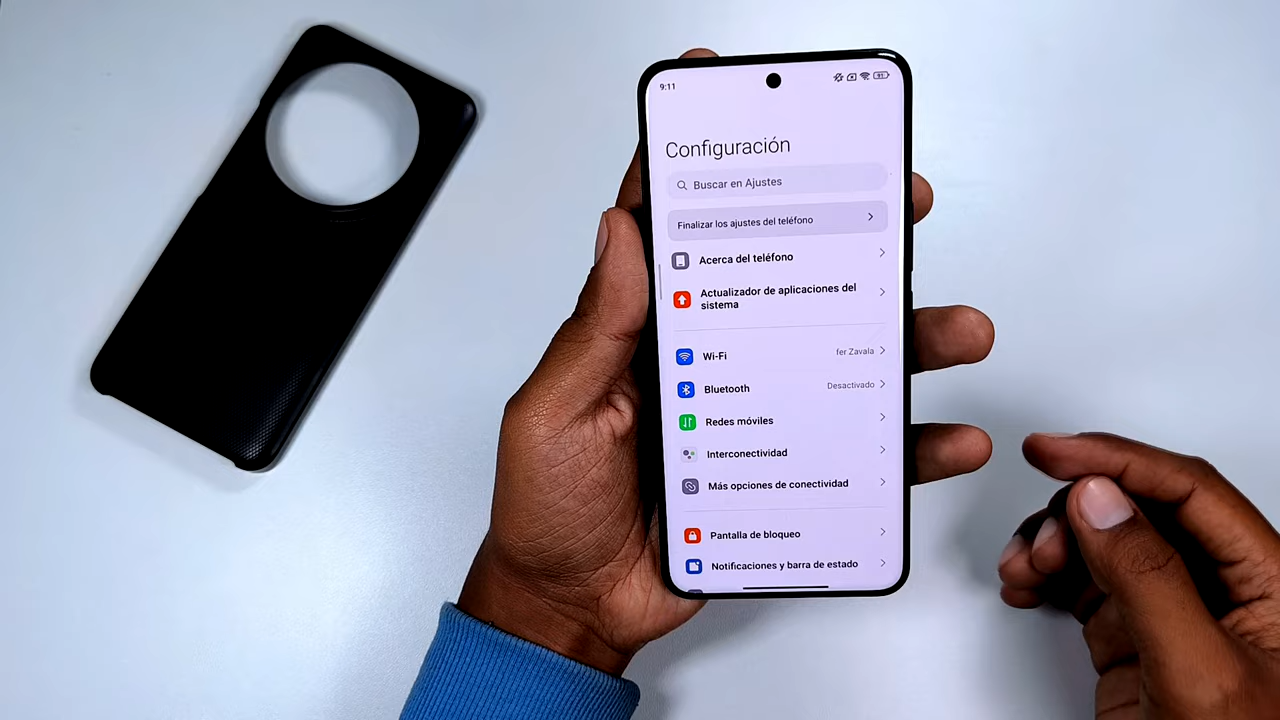 9:11
Configuración
Buscar en Ajustes
Finalizar los ajustes del teléfono
Acerca del teléfono
Actualizador de aplicaciones del
sistema
Wi-Fi
fer Zavala
Bluetooth
Desactivado
Redes móviles
Interconectividad
Más opciones de conectividad
Pantalla de bloqueo
Notificaciones y barra de estado